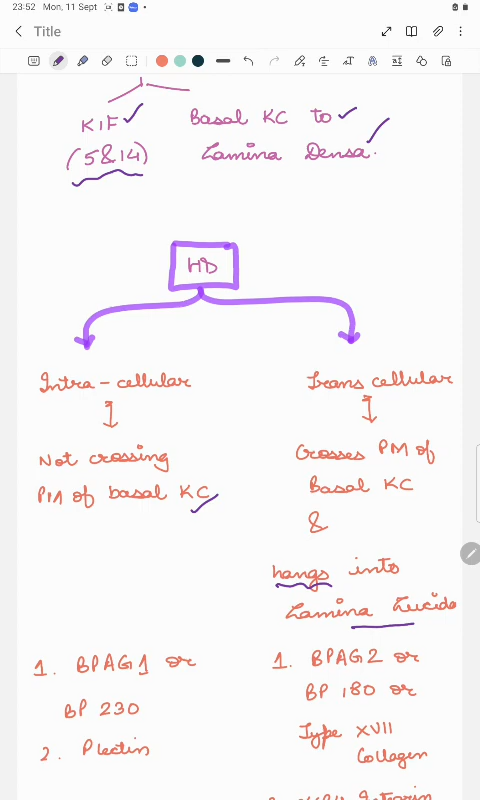 23:52 Mon, 11 Sept
Title
KIF Basal KC to
(5&14) Lamina Densa.
HD
Intra-cellular
Not crossing
PM of basal KC
Trans cellular
Crosses PM of
Basal KC
&
hangs into
Lamina Lucida
1. BPAG1 or
BP 230
2. Plectin
1. BPAG2 or
BP 180 or
Type XVII
Collagen
Integrin